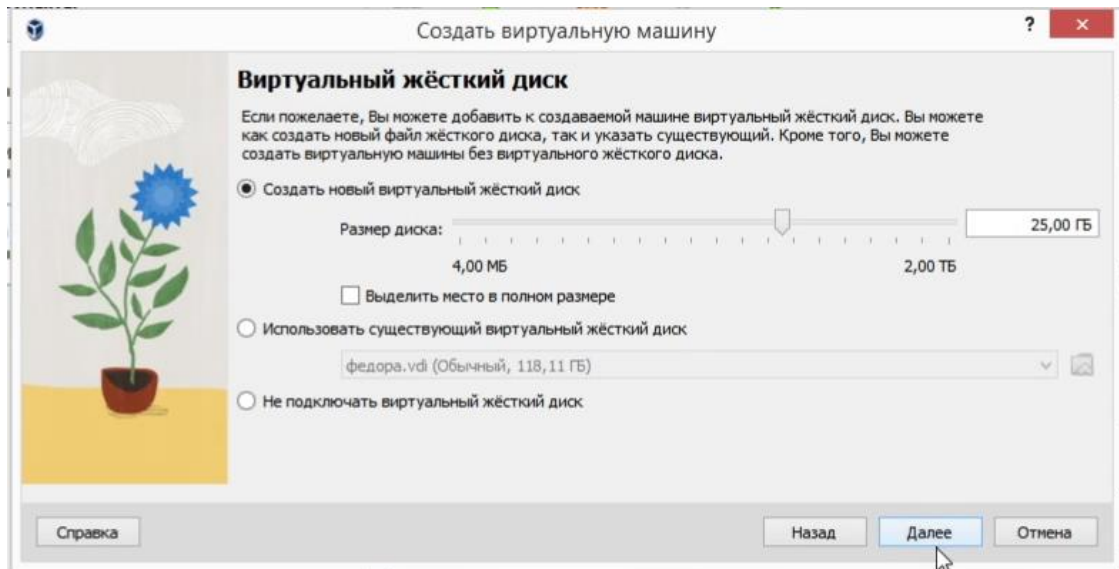 Создать виртуальную машину
?
Виртуальный жёсткий диск
Если пожелаете, Вы можете добавить к создаваемой машине виртуальный жёсткий диск. Вы можете
как создать новый файл жёсткого диска, так и указать существующий. Кроме того, Вы можете
создать виртуальную машины без виртуального жёсткого диска.
Создать новый виртуальный жёсткий диск
Размер диска:
25,00 ГБ
4,00 МБ
2,00 ТБ
Выделить место в полном размере
Использовать существующий виртуальный жёсткий диск
федора.vdi (Обычный, 118,11 ГБ)
Не подключать виртуальный жёсткий диск
Справка
Назад
Далее
Отмена